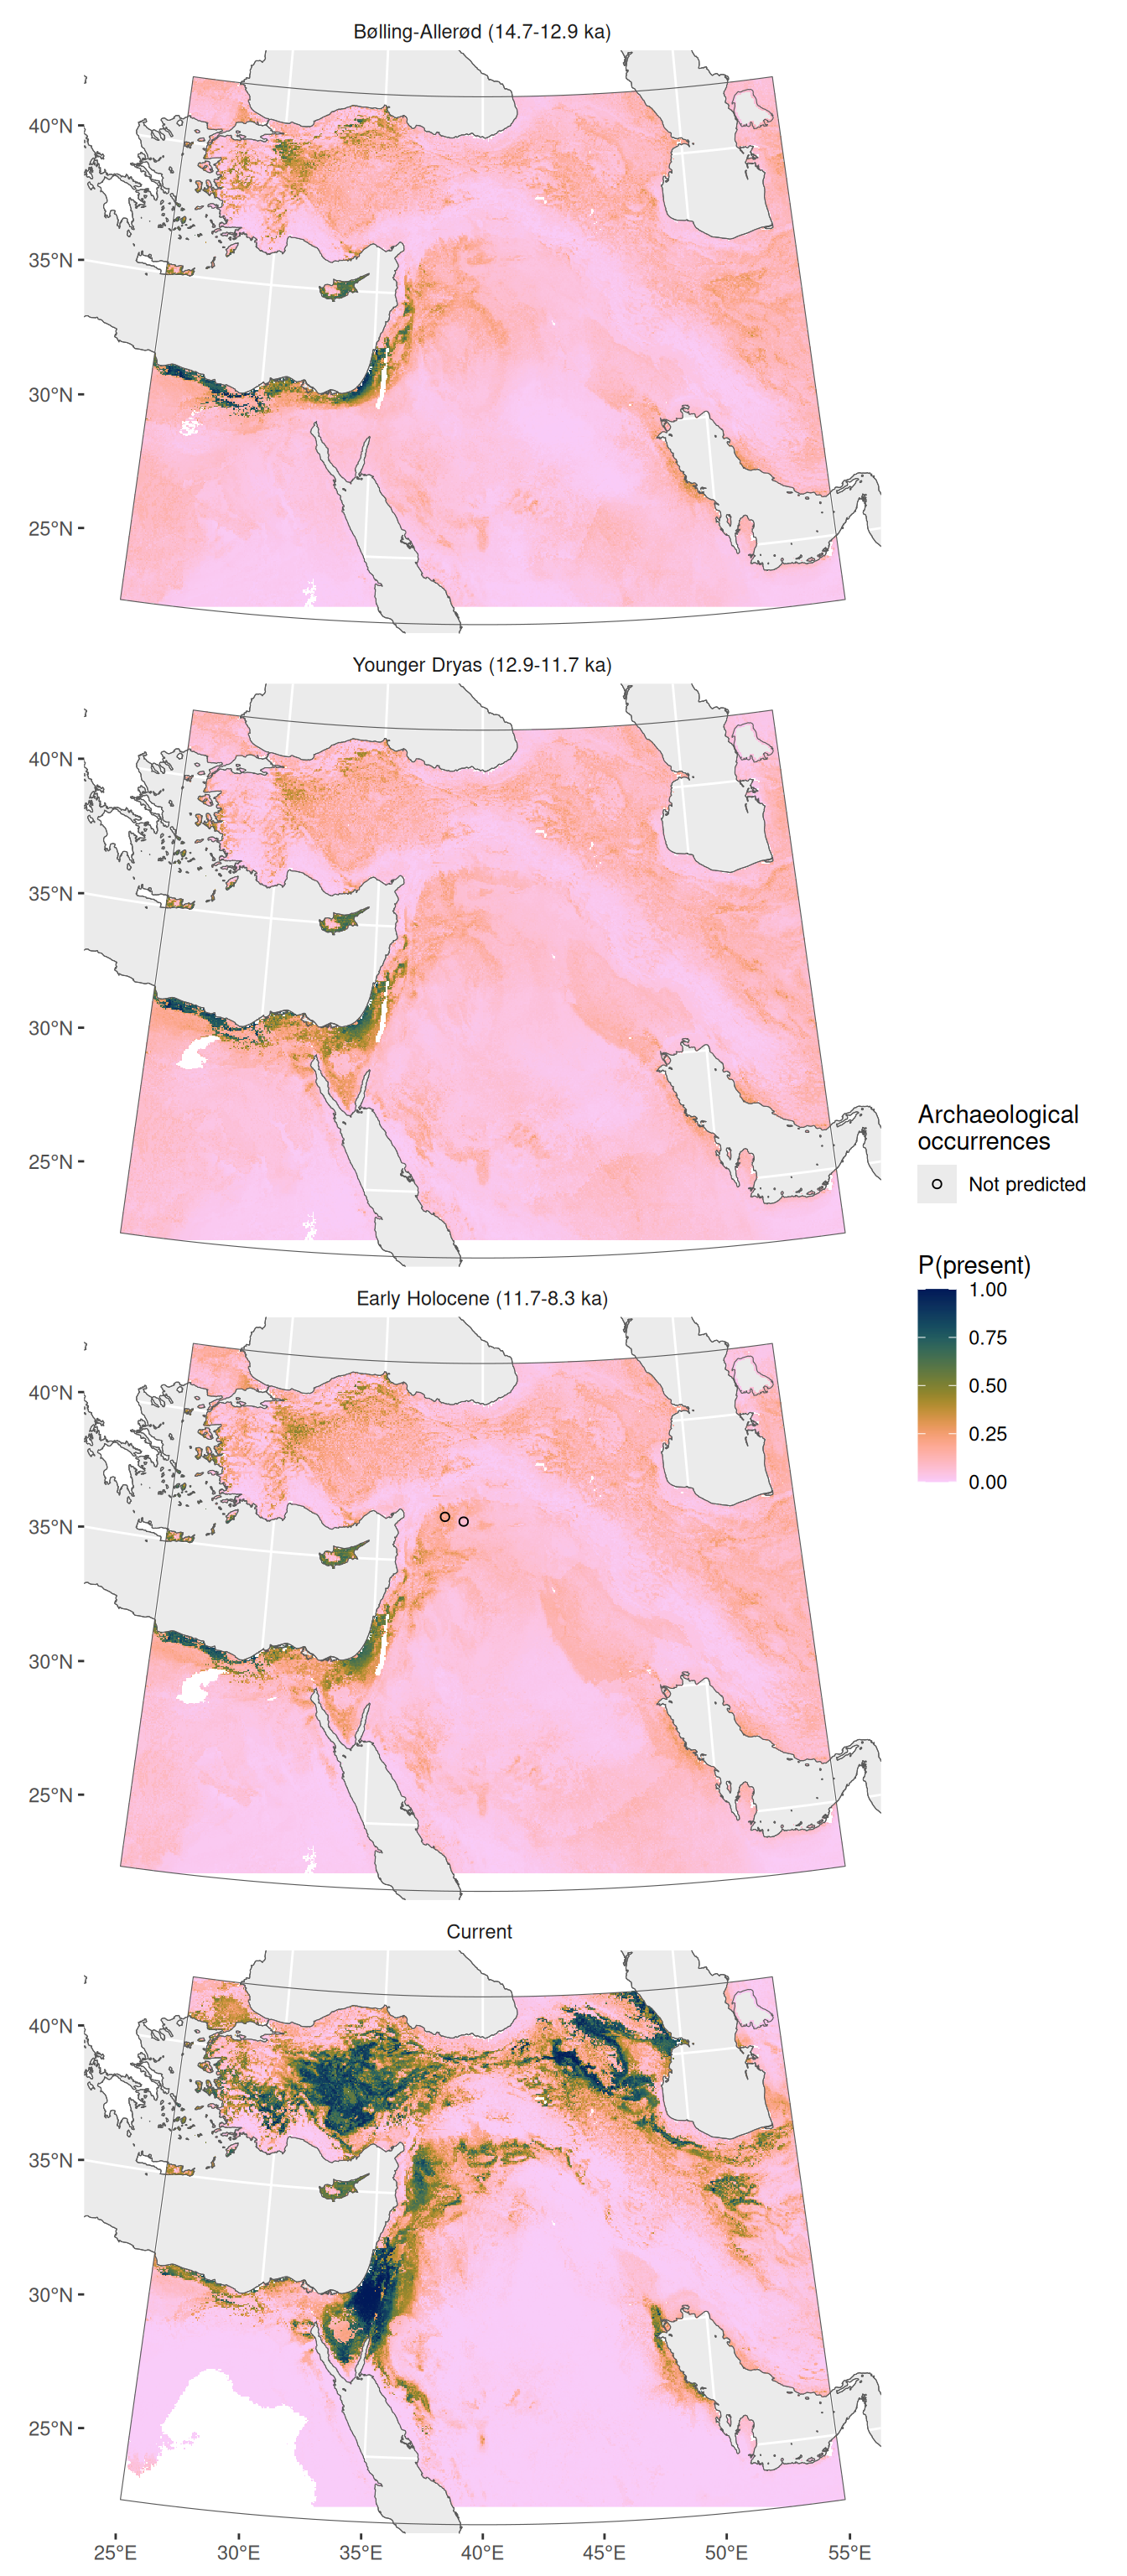 Bølling-Allerød (14.7-12.9 ka)
40°N
35°N
30°N
25°N
Younger Dryas (12.9-11.7 ka)
40°N
35°N
30°N
25°N
Early Holocene (11.7-8.3 ka)
40°N
35°N
30°N
25°N
Current
40°N
35°N
30°N
25°N
25°E 30°E 35°E 40°E 45°E 50°E 55°E
Archaeological
occurrences
Not predicted
P(present)
1.00
0.75
0.50
0.25
0.00